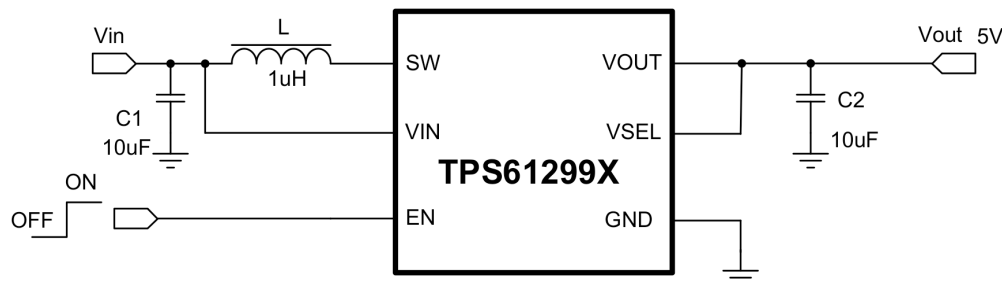 Vin
L
1uH
C1
10uF
SW
VIN
EN
VOUT
VSEL
GND
TPS61299X
Vout 5V
C2
10uF
ON
OFF